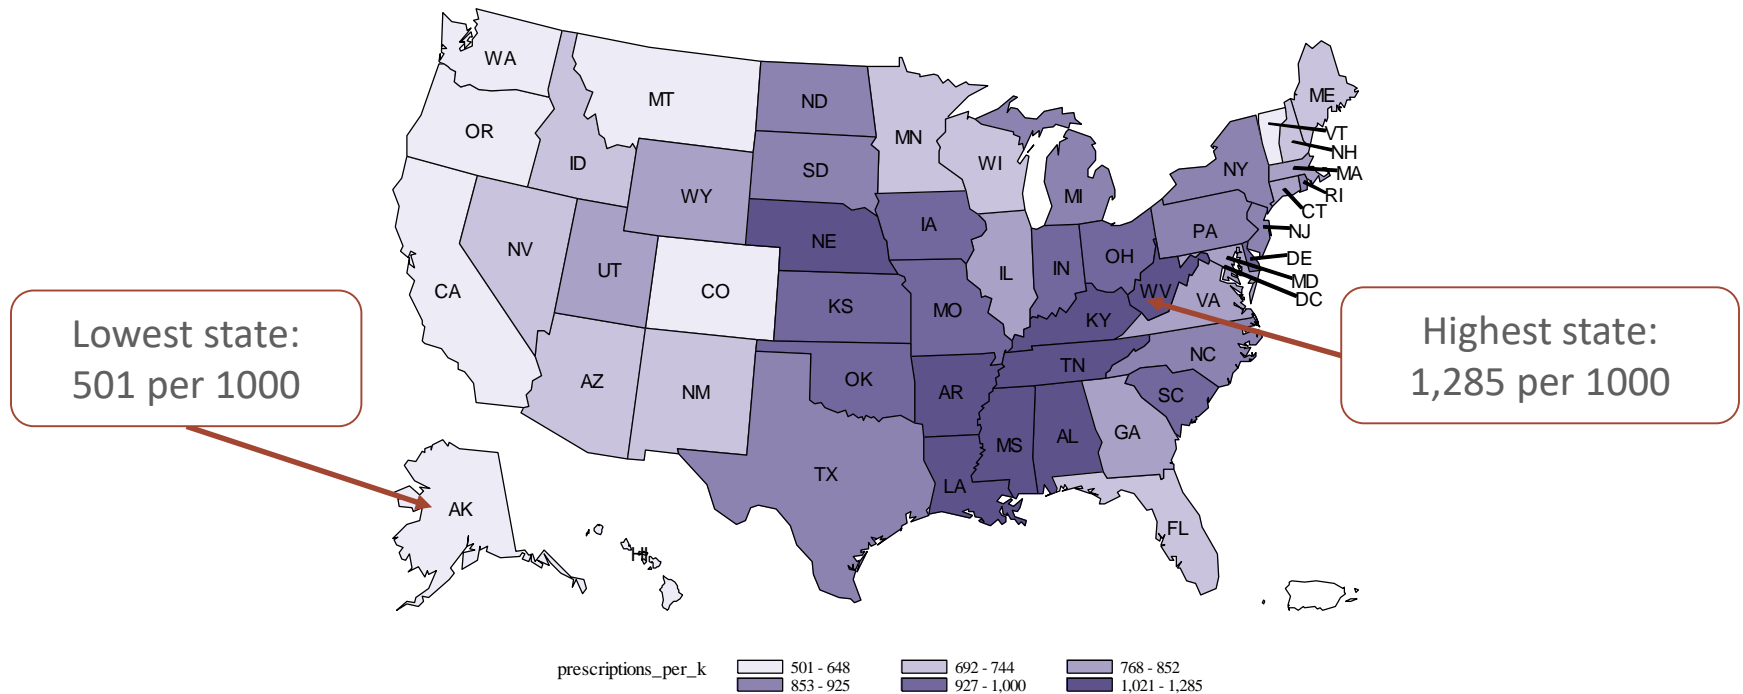 WA
MT
ND
MN
ME
OR
ID
SD
WI
MI
NY
VT
NH
MA
RI
CT
WY
IA
PA
NJ
NV
UT
NE
IL
IN
OH
DE
MD
DC
CA
CO
KS
MO
KY
WV
VA
Lowest state:
501 per 1000
Highest state:
1,285 per 1000
AZ
NM
OK
AR
TN
NC
SC
TX
LA
MS
AL
GA
FL
AK
HI
prescriptions_per_k
501 - 648
692 - 744
768 - 852
853 - 925
927 - 1,000
1,021 - 1,285